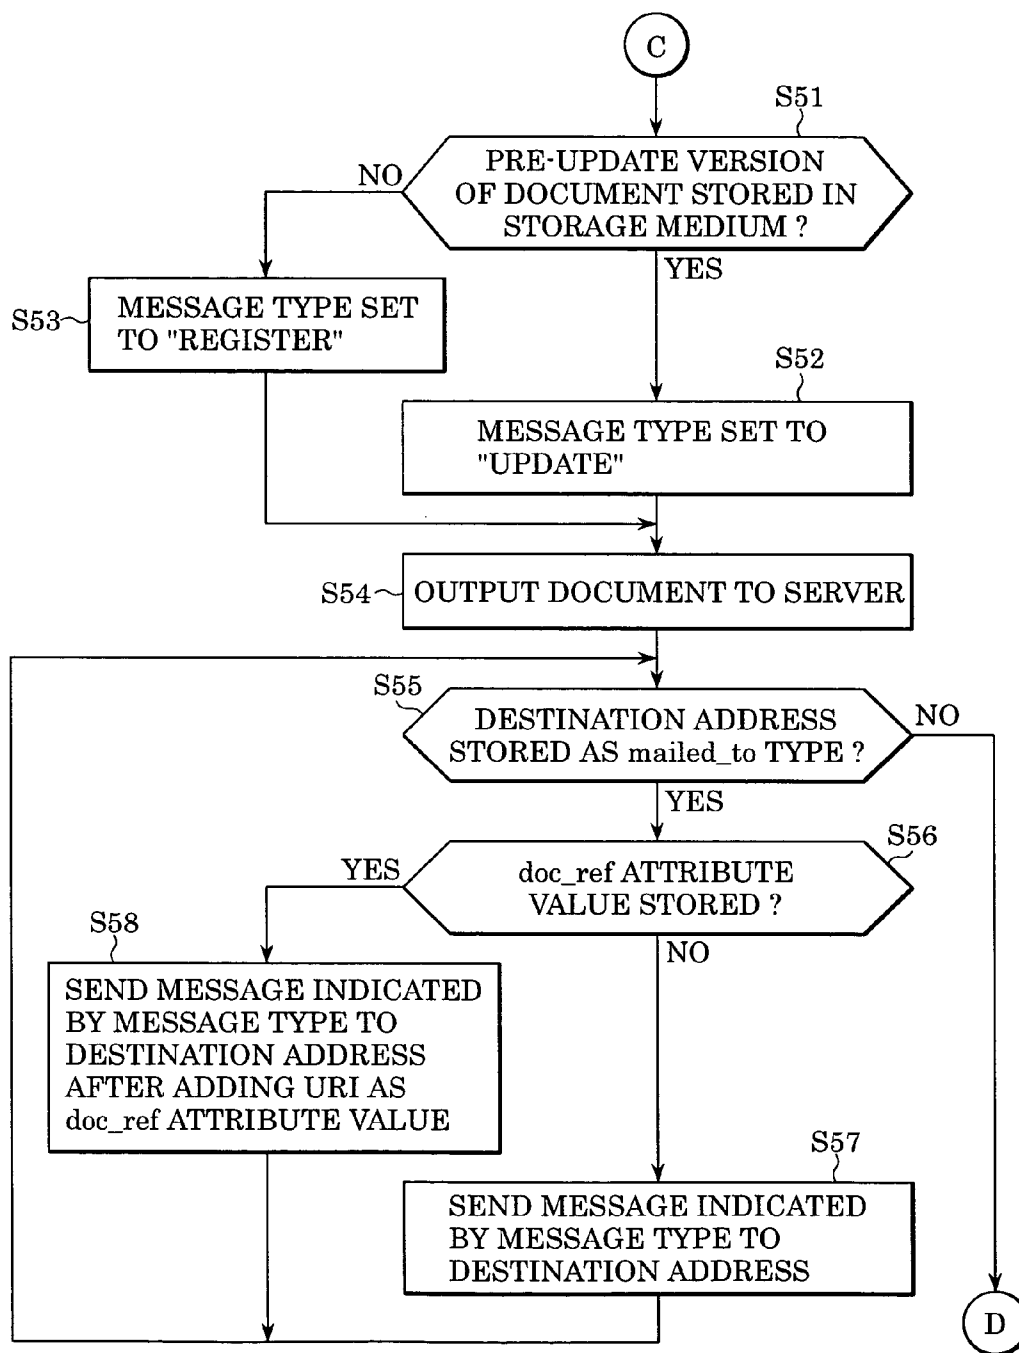 C
S51
PRE-UPDATE VERSION
OF DOCUMENT STORED IN
STORAGE MEDIUM ?
NO
YES
S53
MESSAGE TYPE SET
TO "REGISTER"
S52
MESSAGE TYPE SET TO
"UPDATE"
S54
OUTPUT DOCUMENT TO SERVER
S55
DESTINATION ADDRESS
STORED AS mailed_to TYPE ?
NO
YES
S56
doc_ref ATTRIBUTE
VALUE STORED ?
YES
NO
S58
SEND MESSAGE INDICATED
BY MESSAGE TYPE TO
DESTINATION ADDRESS
AFTER ADDING URI AS
doc_ref ATTRIBUTE VALUE
S57
SEND MESSAGE INDICATED
BY MESSAGE TYPE TO
DESTINATION ADDRESS
D